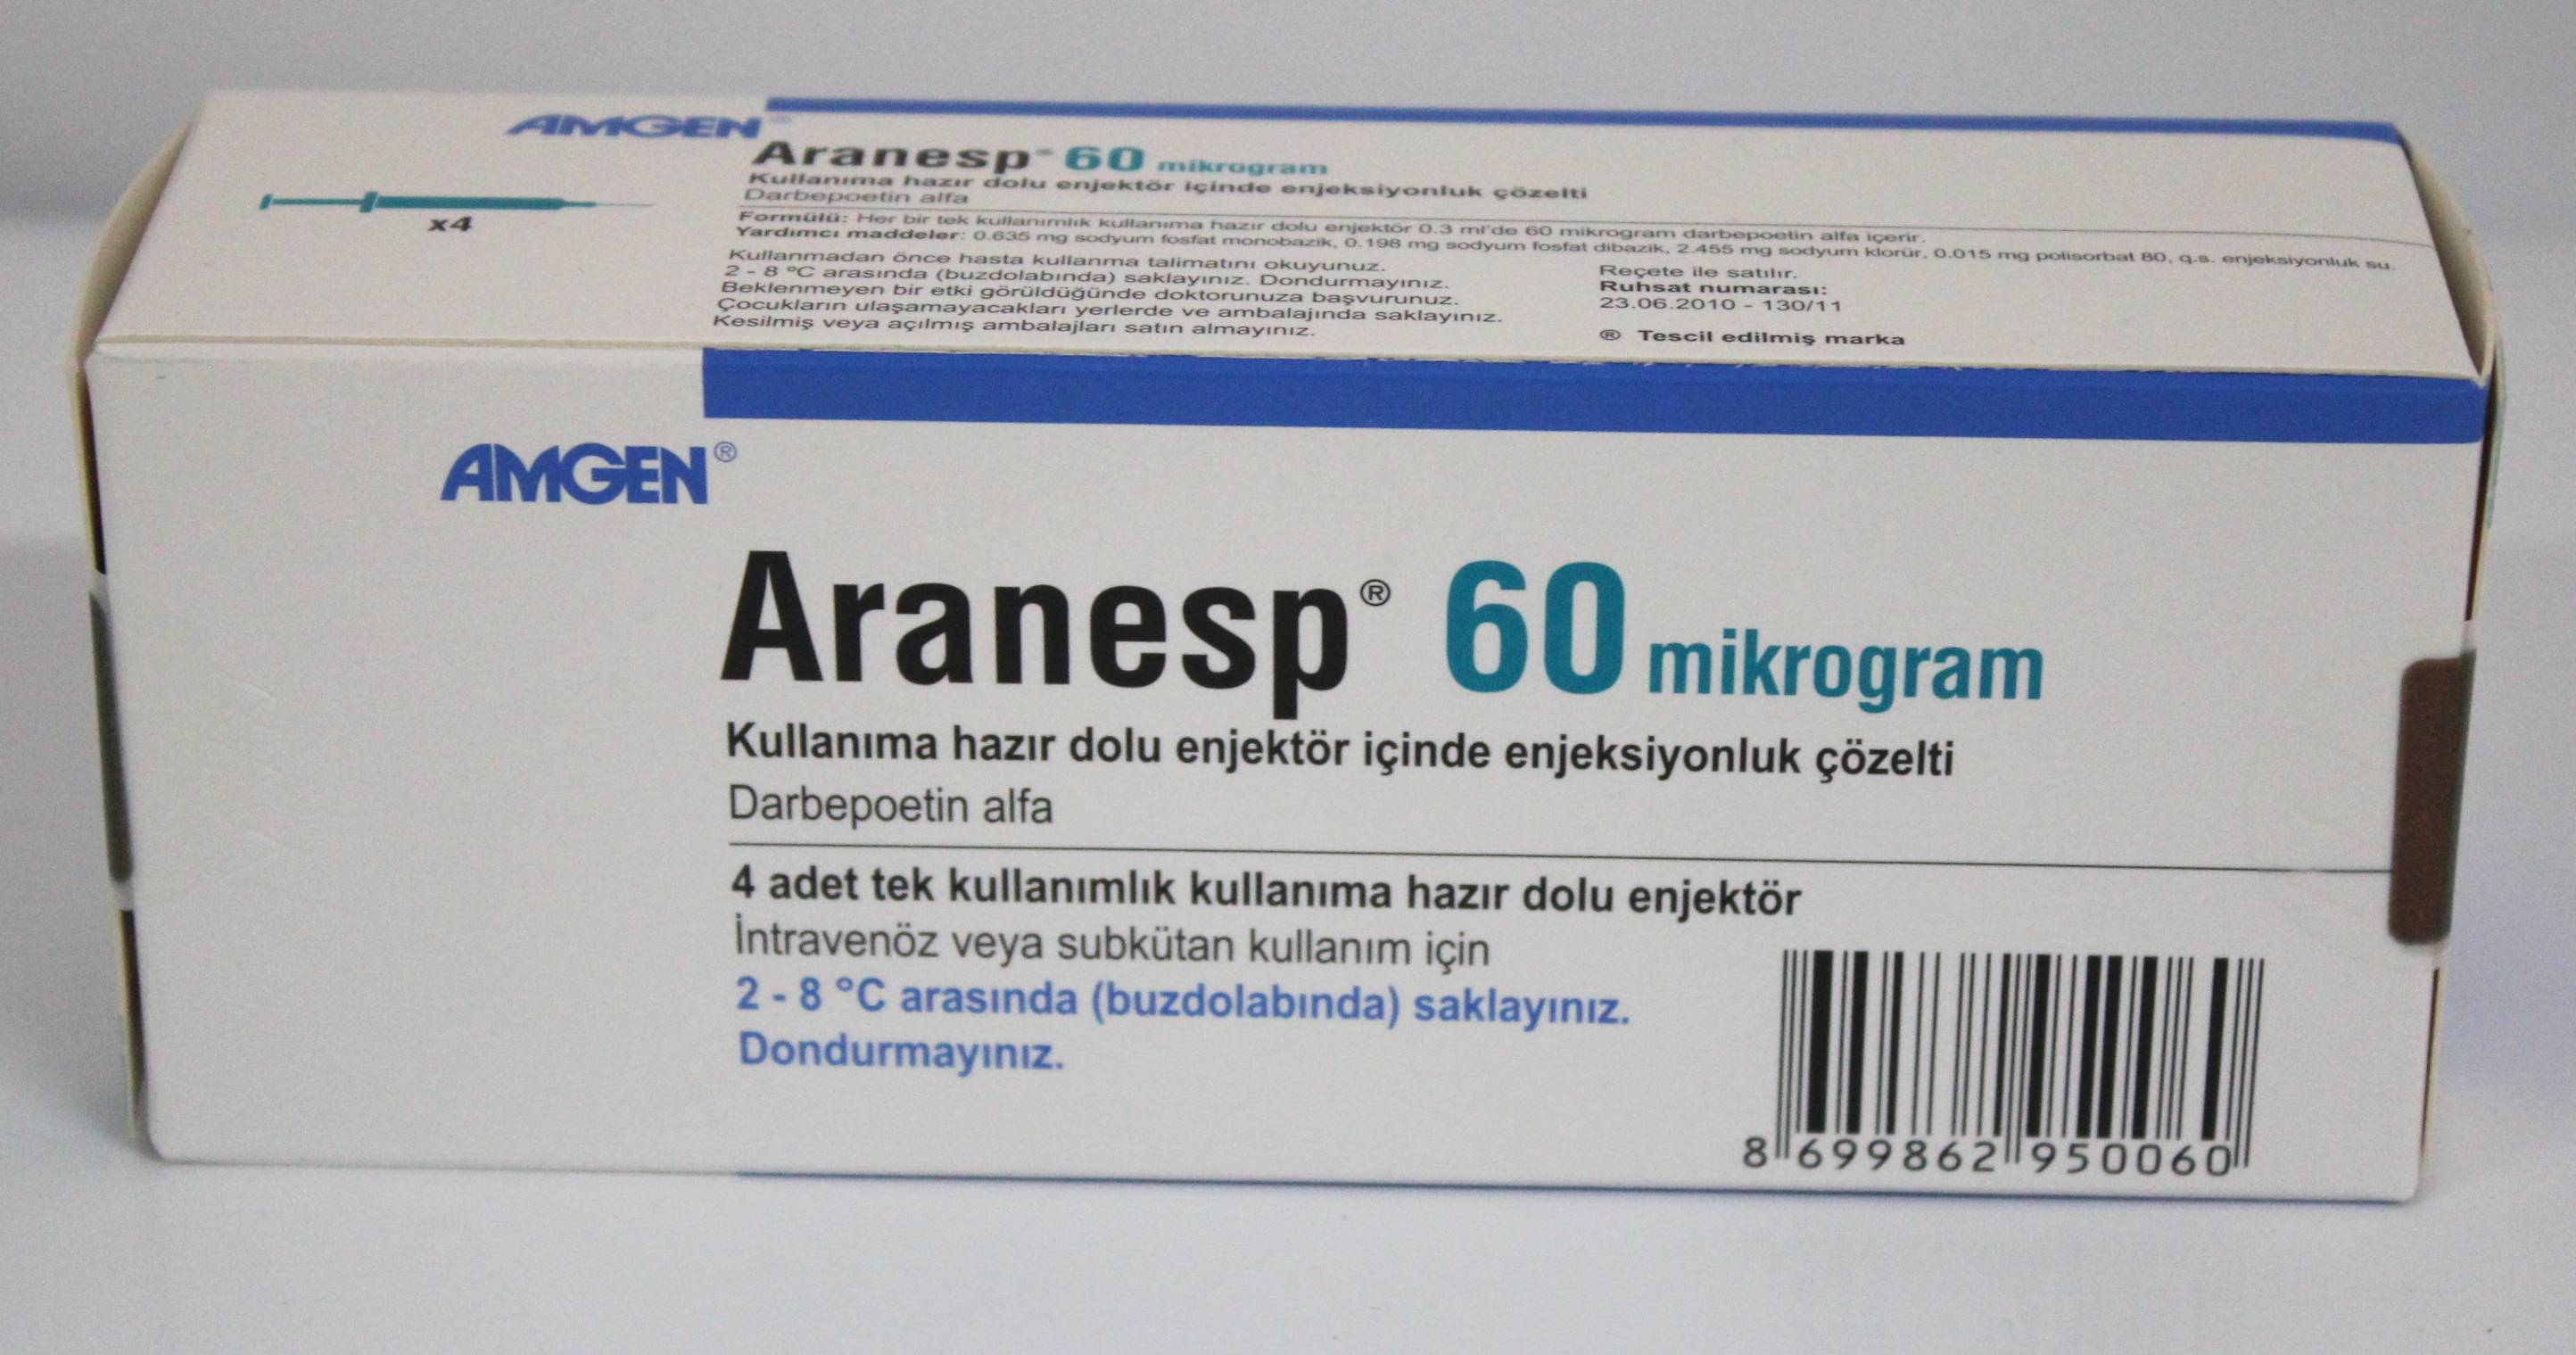 AMGEN®
Aranesp® 60 mikrogram
Kullanıma hazır dolu enjektör içinde enjeksiyonluk çözelti
Darbepoetin alfa
x4
Formülü: Her bir tek kullanımlık kullanıma hazır dolu enjektör 0.3 ml'de 60 mikrogram darbepoetin alfa içerir.
Yardımcı maddeler: 0.635 mg sodyum fosfat monobazik, 0.198 mg sodyum fosfat dibazik, 2.455 mg sodyum klorür, 0.015 mg polisorbat 80, q.s. enjeksiyonluk su.
Kullanmadan önce hasta kullanma talimatını okuyunuz.
2 - 8 ºC arasında (buzdolabında) saklayınız. Dondurmayınız.
Beklenmeyen bir etki görüldüğünde doktorunuza başvurunuz.
Çocukların ulaşamayacakları yerlerde ve ambalajında saklayınız.
Kesilmiş veya açılmış ambalajları satın almayınız.
Reçete ile satılır.
Ruhsat numarası:
23.06.2010 - 130/11
® Tescil edilmiş marka
AMGEN®
Aranesp® 60 mikrogram
Kullanıma hazır dolu enjektör içinde enjeksiyonluk çözelti
Darbepoetin alfa
4 adet tek kullanımlık kullanıma hazır dolu enjektör
İntravenöz veya subkütan kullanım için
2 - 8 °C arasında (buzdolabında) saklayınız.
Dondurmayınız.
8 699862 950060